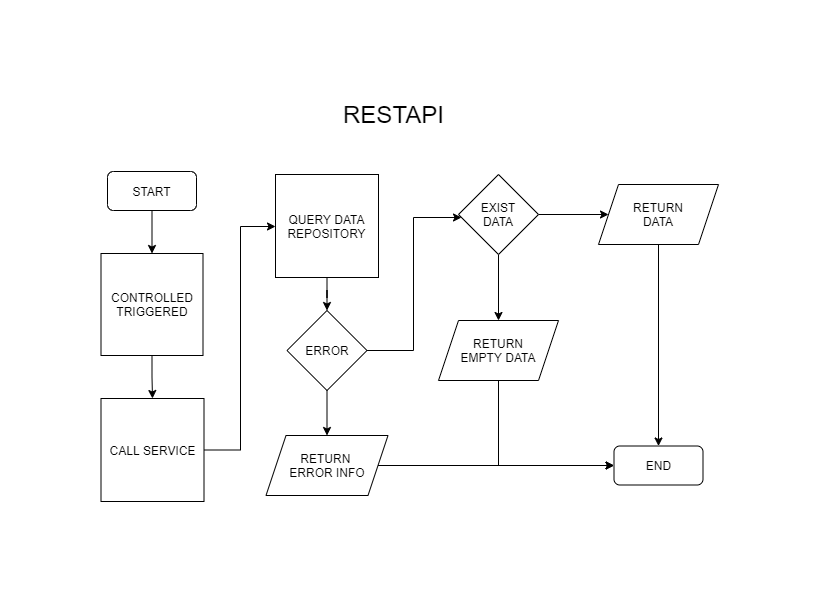 RESTAPI
START
CONTROLLED
TRIGGERED
CALL SERVICE
QUERY DATA
REPOSITORY
ERROR
RETURN
ERROR INFO
EXIST
DATA
RETURN
EMPTY DATA
RETURN
DATA
END